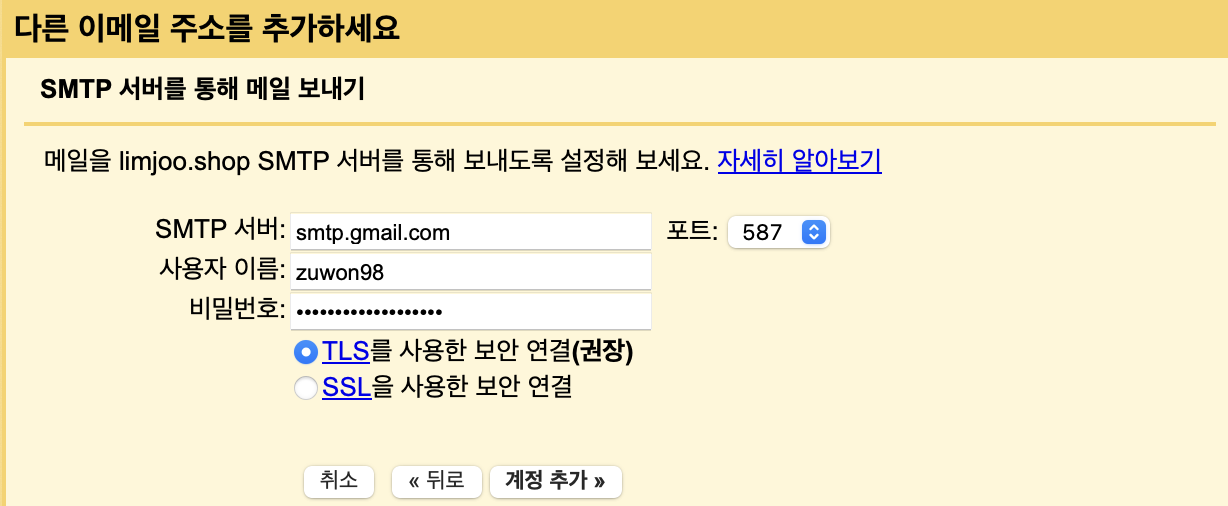 다른 이메일 주소를 추가하세요
SMTP 서버를 통해 메일 보내기
메일을 limjoo.shop SMTP 서버를 통해 보내도록 설정해 보세요. 자세히 알아보기
SMTP 서버: smtp.gmail.com 포트: 587
사용자 이름: zuwon98
비밀번호: •••••••••••••••••••
TLS를 사용한 보안 연결(권장)
SSL을 사용한 보안 연결
취소 « 뒤로 계정 추가 »